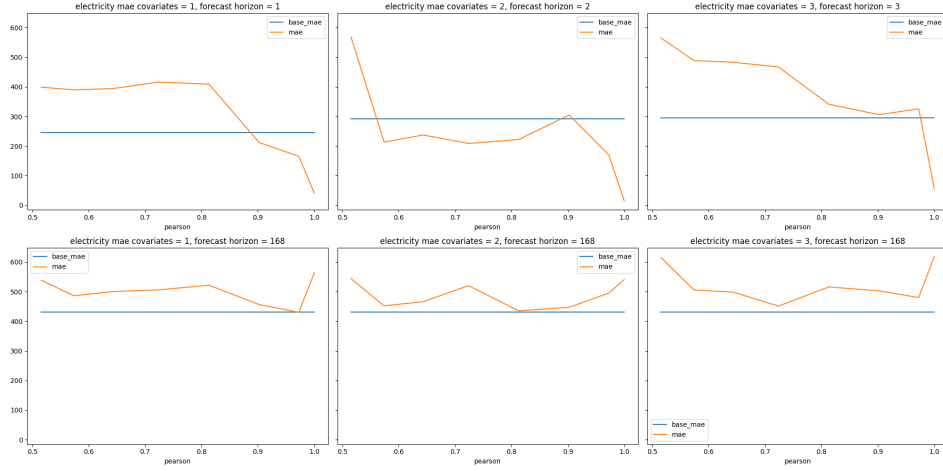 electricity mae covariates = 1, forecast horizon = 1
base_mae
mae
600
500
400
300
200
100
0
0.5 0.6 0.7 0.8 0.9 1.0
pearson
electricity mae covariates = 2, forecast horizon = 2
base_mae
mae
0.5 0.6 0.7 0.8 0.9 1.0
pearson
electricity mae covariates = 3, forecast horizon = 3
base_mae
mae
0.5 0.6 0.7 0.8 0.9 1.0
pearson
electricity mae covariates = 1, forecast horizon = 168
base_mae
mae
600
500
400
300
200
100
0
0.5 0.6 0.7 0.8 0.9 1.0
pearson
electricity mae covariates = 2, forecast horizon = 168
base_mae
mae
0.5 0.6 0.7 0.8 0.9 1.0
pearson
electricity mae covariates = 3, forecast horizon = 168
base_mae
mae
0.5 0.6 0.7 0.8 0.9 1.0
pearson